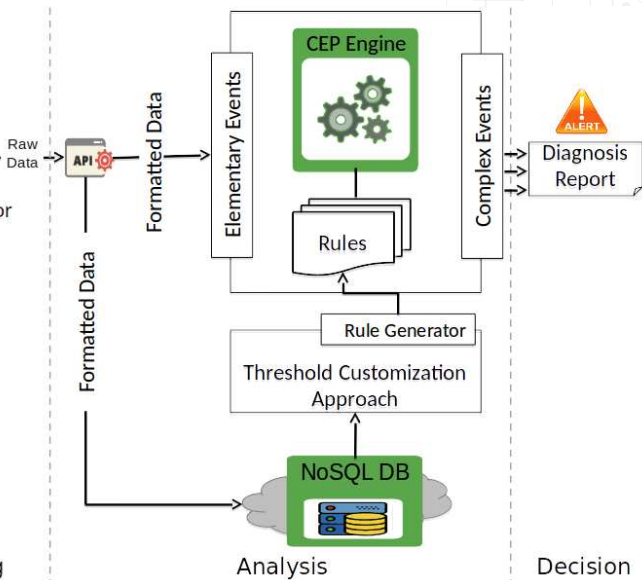 CEP Engine
Raw
Data
API
Formatted Data
Elementary Events
Complex Events
ALERT
Diagnosis
Report
or
Rules
Formatted Data
Rule Generator
Threshold Customization
Approach
NoSQL DB
g
Analysis
Decision